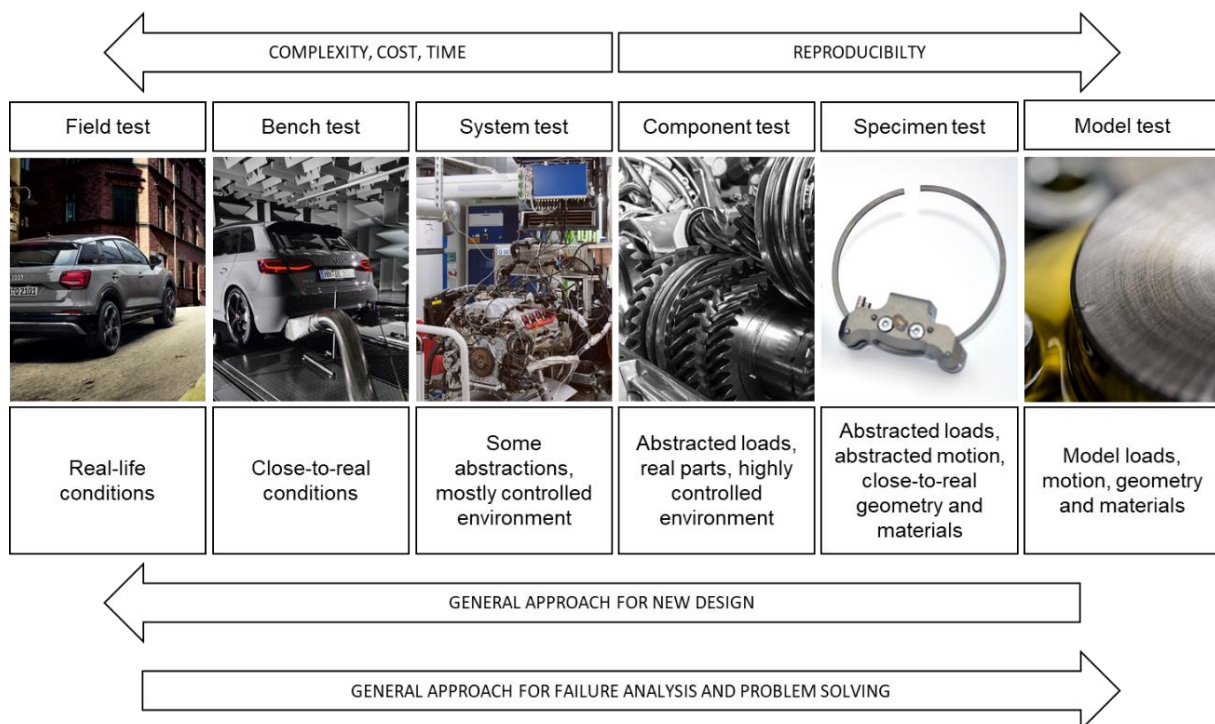 COMPLEXITY, COST, TIME
REPRODUCIBILTY
Field test
Bench test
System test
Component test
Specimen test
Model test
Real-life
conditions
Close-to-real
conditions
Some
abstractions,
mostly controlled
environment
Abstracted loads,
real parts, highly
controlled
environment
Abstracted loads,
abstracted motion,
close-to-real
geometry and
materials
Model loads,
motion, geometry
and materials
GENERAL APPROACH FOR NEW DESIGN
GENERAL APPROACH FOR FAILURE ANALYSIS AND PROBLEM SOLVING